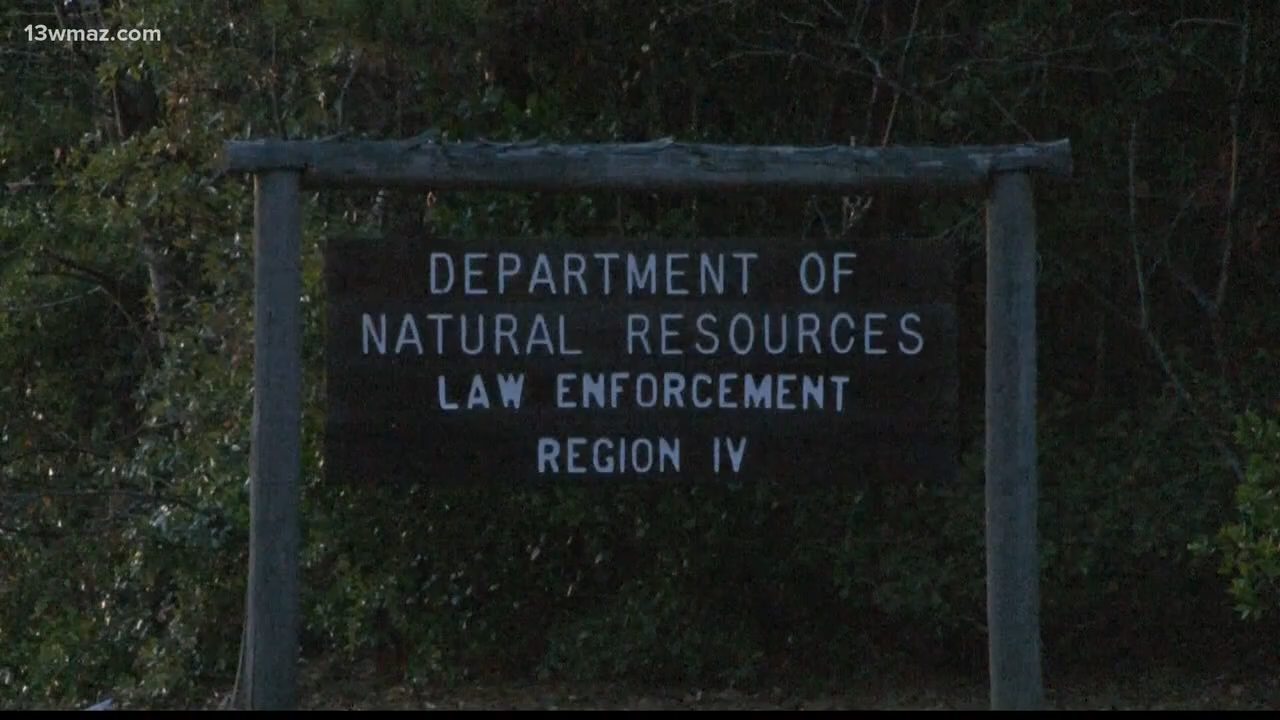 13wmaz.com
DEPARTMENT OF
NATURAL RESOURCES
LAW ENFORCEMENT
REGION IV